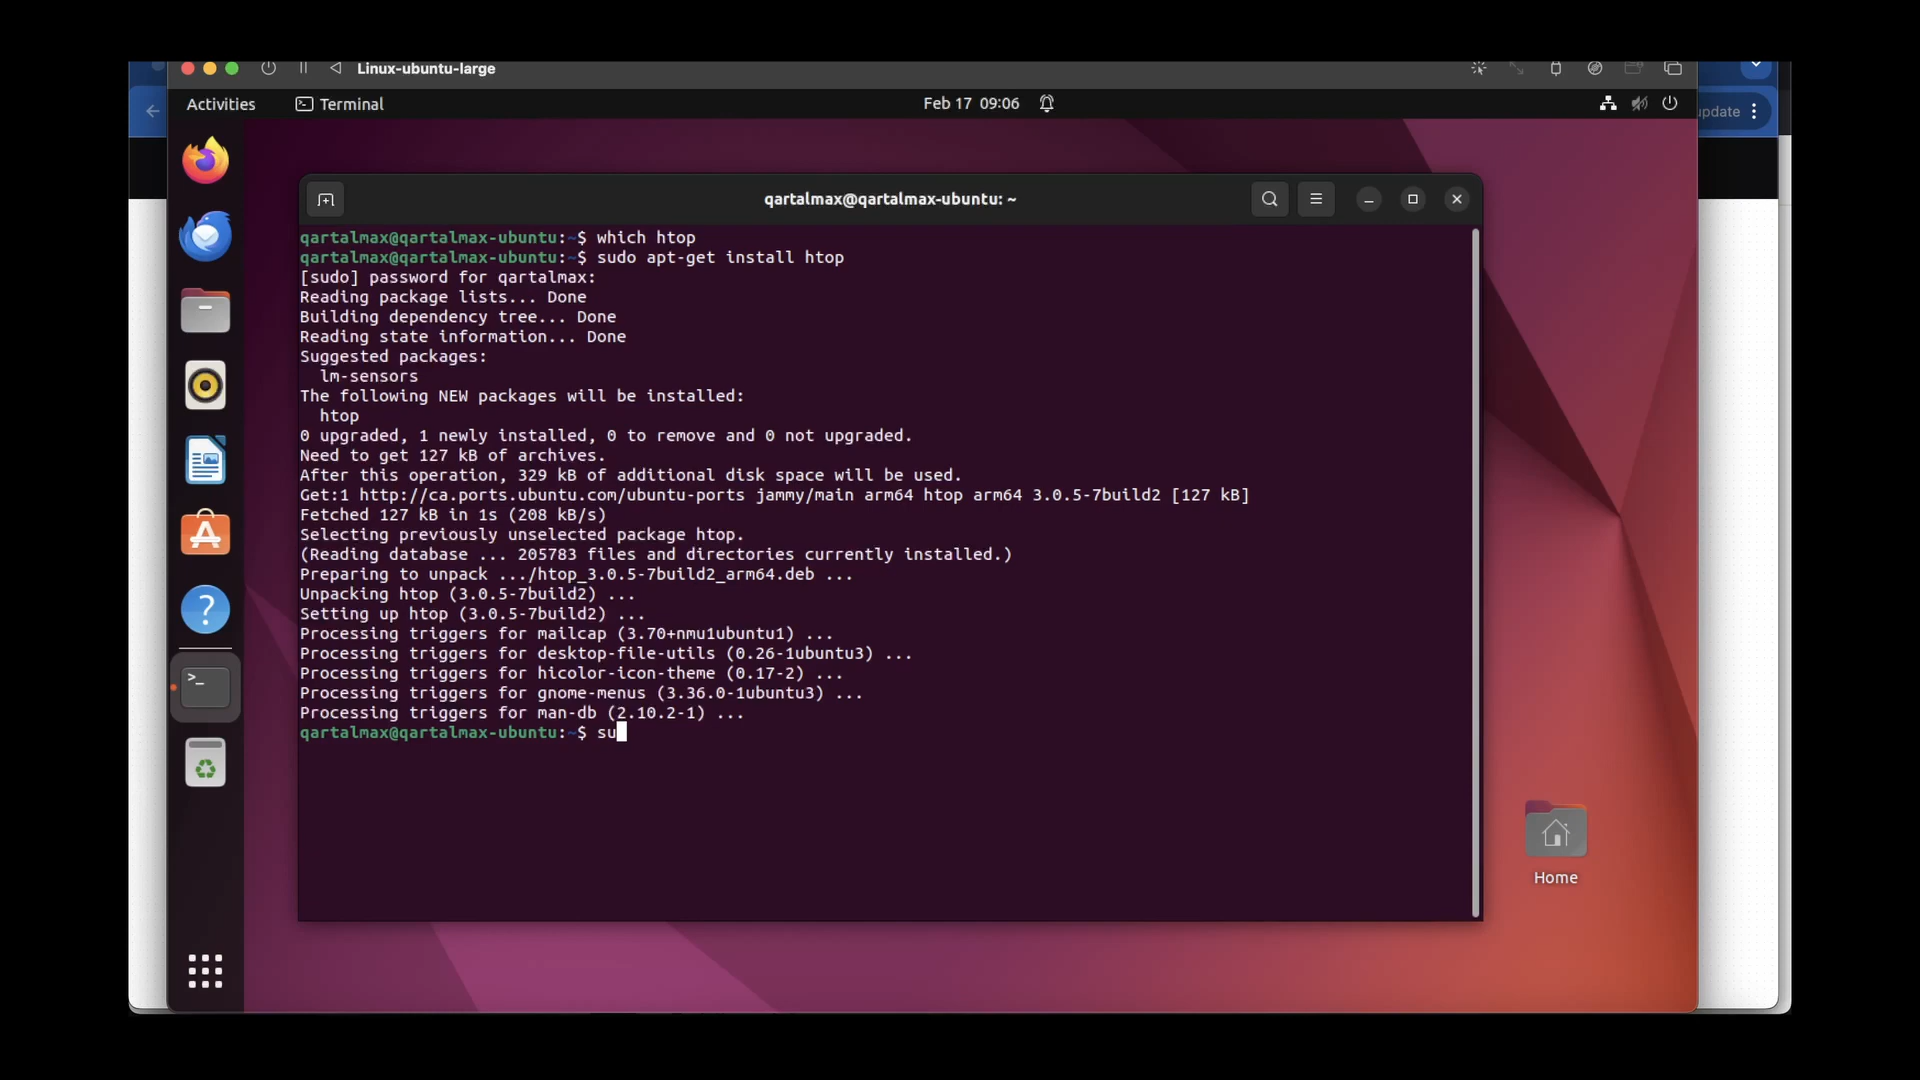 Linux-ubuntu-large
update
Activities
Terminal
Feb 17 09:06
qartalmax@qartalmax-ubuntu: ~
qartalmax@qartalmax-ubuntu:~$ which htop
qartalmax@qartalmax-ubuntu:~$ sudo apt-get install htop
[sudo] password for qartalmax:
Reading package lists... Done
Building dependency tree... Done
Reading state information... Done
Suggested packages:
  lm-sensors
The following NEW packages will be installed:
  htop
0 upgraded, 1 newly installed, 0 to remove and 0 not upgraded.
Need to get 127 kB of archives.
After this operation, 329 kB of additional disk space will be used.
Get:1 http://ca.ports.ubuntu.com/ubuntu-ports jammy/main arm64 htop arm64 3.0.5-7build2 [127 kB]
Fetched 127 kB in 1s (208 kB/s)
Selecting previously unselected package htop.
(Reading database ... 205783 files and directories currently installed.)
Preparing to unpack .../htop_3.0.5-7build2_arm64.deb ...
Unpacking htop (3.0.5-7build2) ...
Setting up htop (3.0.5-7build2) ...
Processing triggers for mailcap (3.70+nmu1ubuntu1) ...
Processing triggers for desktop-file-utils (0.26-1ubuntu3) ...
Processing triggers for hicolor-icon-theme (0.17-2) ...
Processing triggers for gnome-menus (3.36.0-1ubuntu3) ...
Processing triggers for man-db (2.10.2-1) ...
qartalmax@qartalmax-ubuntu:~$ su
Home